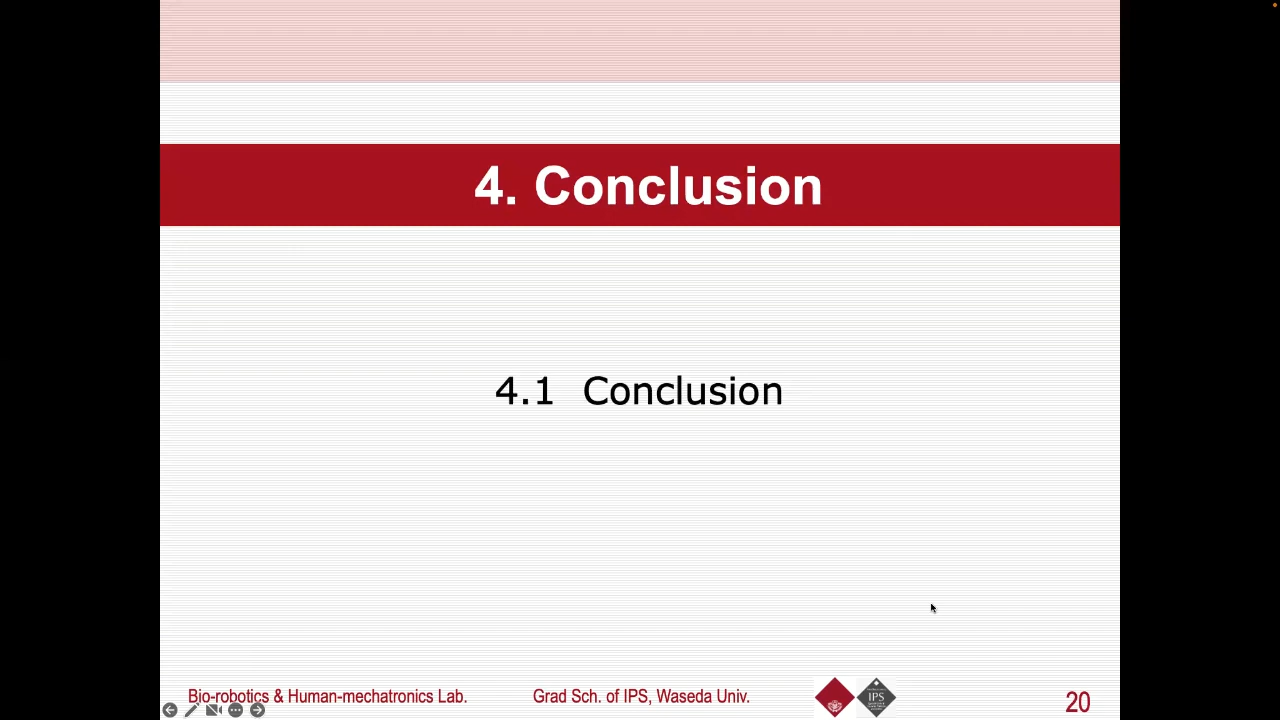 4. Conclusion
4.1 Conclusion
Bio-robotics & Human-mechatronics Lab. Grad Sch. of IPS, Waseda Univ. IPS 20